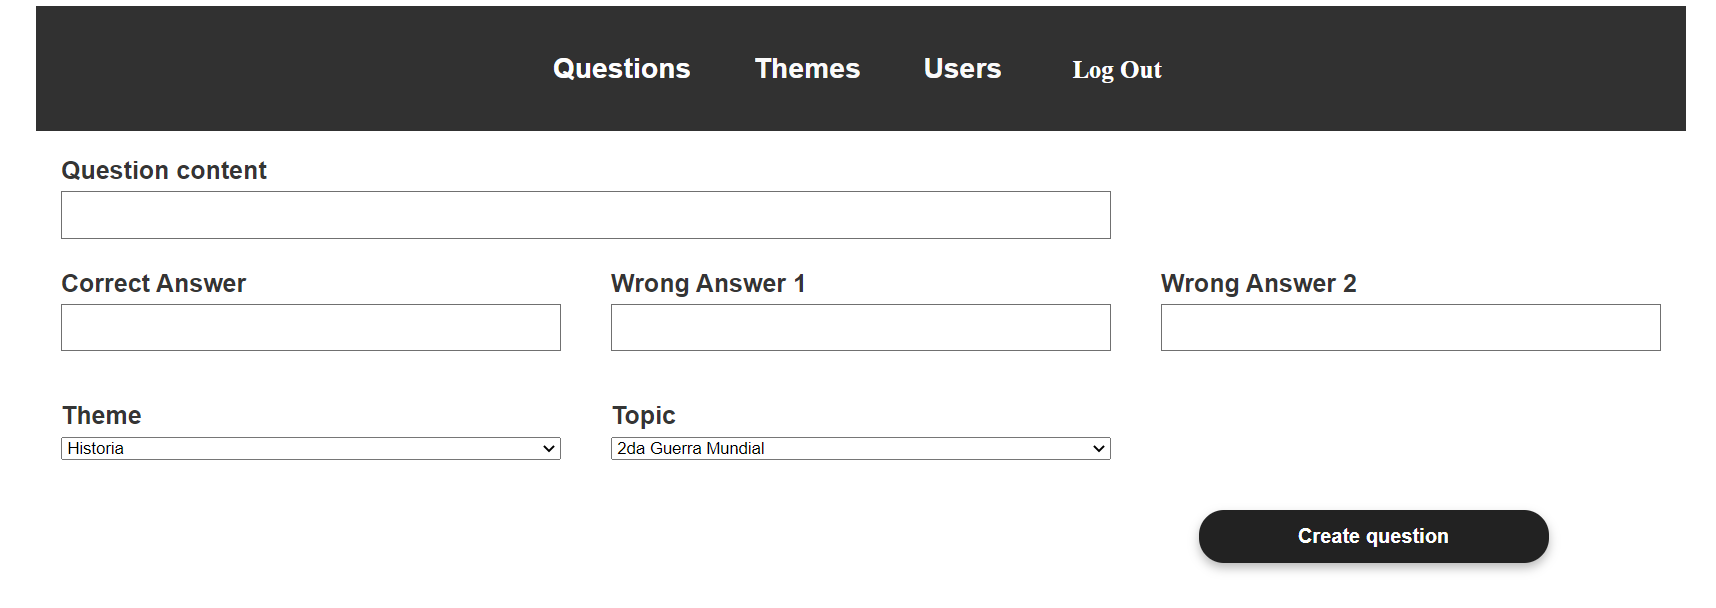 Questions Themes Users Log Out
Question content
Correct Answer Wrong Answer 1 Wrong Answer 2
Theme Topic
Historia 2da Guerra Mundial
Create question